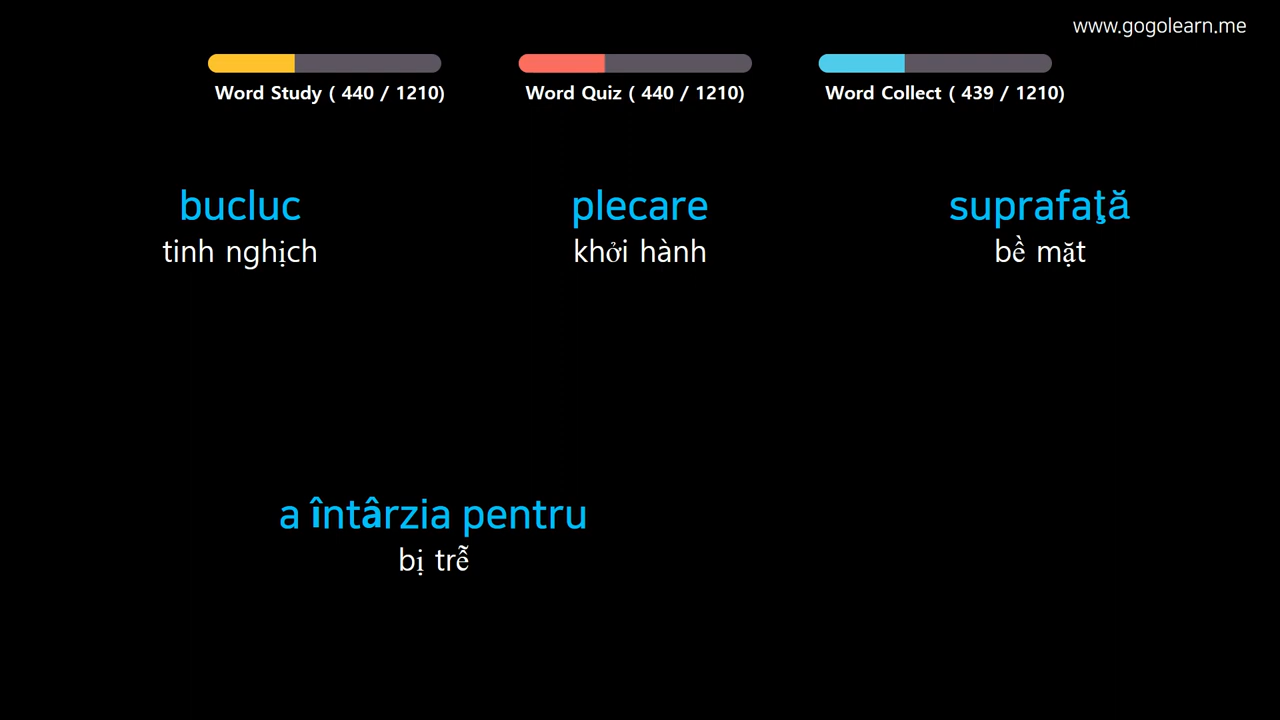 www.gogolearn.me
Word Study ( 440 / 1210)
Word Quiz ( 440 / 1210)
Word Collect ( 439 / 1210)
bucluc
tinh nghịch
plecare
khởi hành
suprafaţă
bề mặt
a întârzia pentru
bị trễ